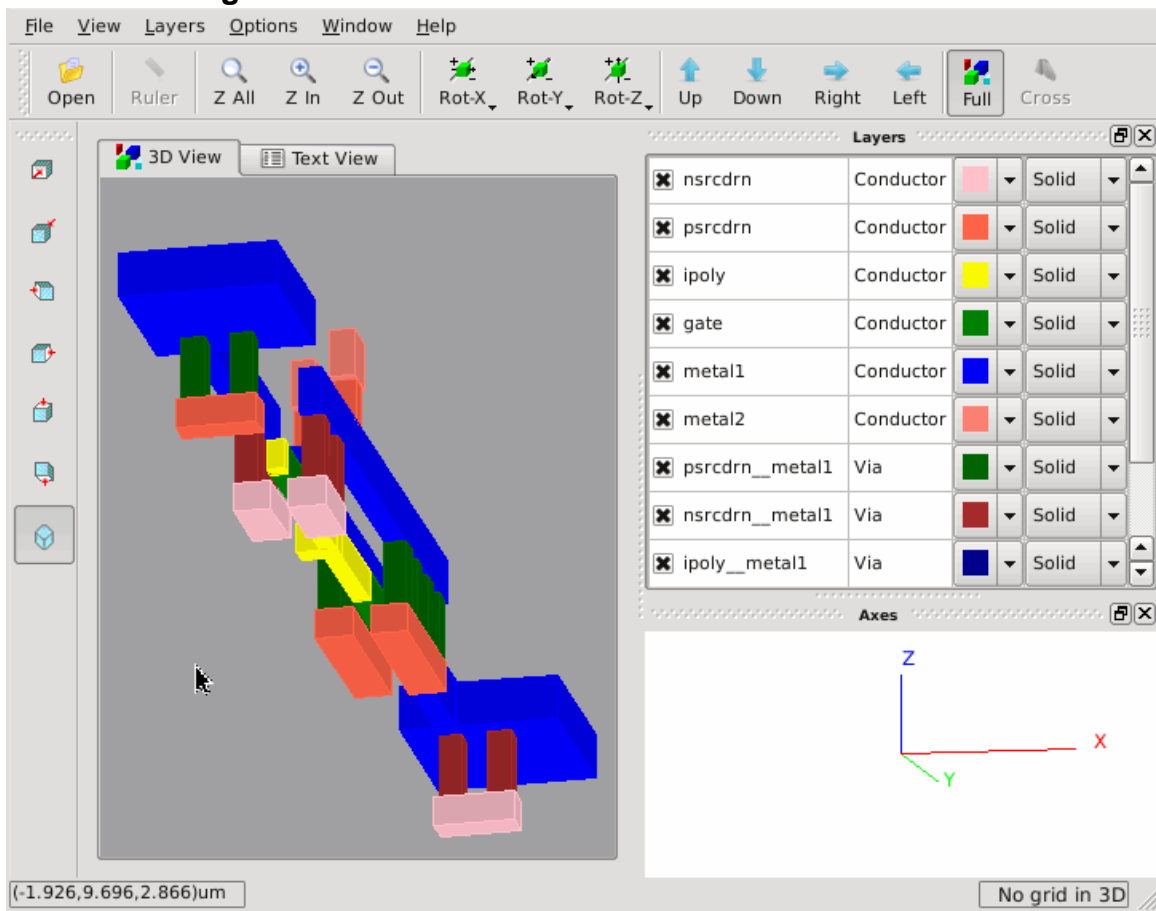 File View Layers Options Window Help
Open Ruler Z All Z In Z Out Rot-X Rot-Y Rot-Z Up Down Right Left Full Cross
3D View Text View
Layers
nsrcdrn Conductor Solid
psrcdrn Conductor Solid
ipoly Conductor Solid
gate Conductor Solid
metal1 Conductor Solid
metal2 Conductor Solid
psrcdrn__metal1 Via Solid
nsrcdrn__metal1 Via Solid
ipoly__metal1 Via Solid
Axes
Z
X
Y
(-1.926,9.696,2.866)um No grid in 3D